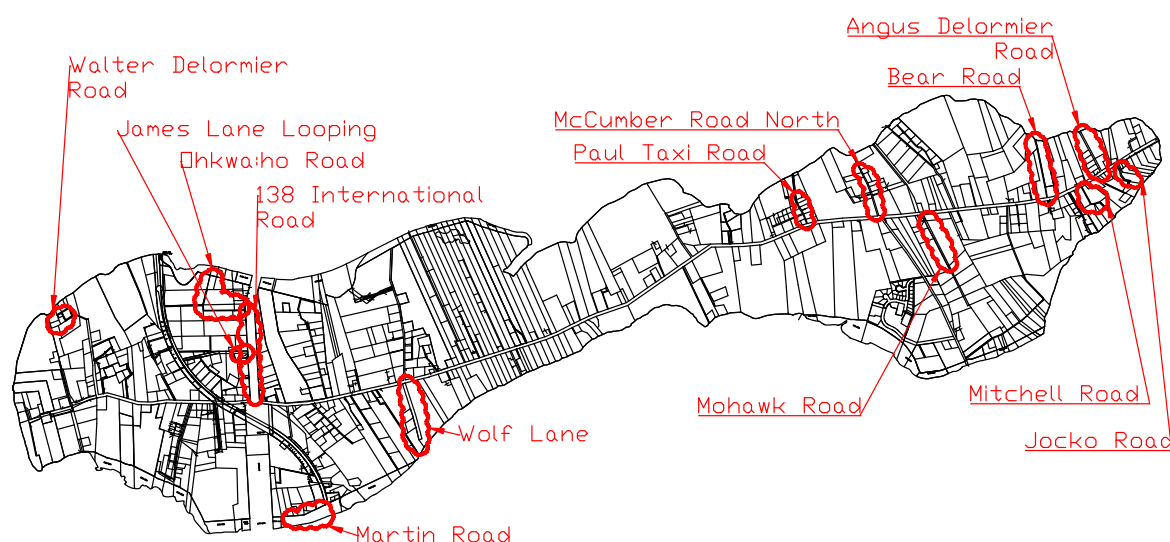 Angus Delormier
Road
Bear Road
Walter Delormier
Road
McCumber Road North
James Lane Looping
Paul Taxi Road
□hkwa:ho Road
138 International
Road
Mitchell Road
Mohawk Road
Wolf Lane
Jocko Road
Martin Road